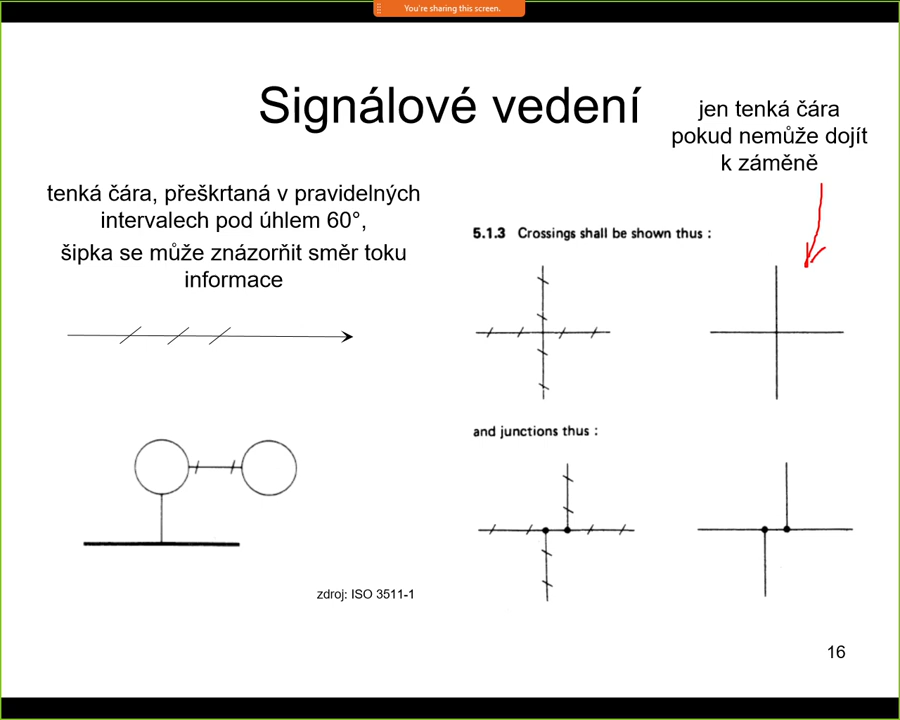 You're sharing this screen.
Signálové vedení
jen tenká čára
pokud nemůže dojít
k záměně
tenká čára, přeškrtaná v pravidelných
intervalech pod úhlem 60°,
šipka se může znázorňit směr toku
informace
5.1.3 Crossings shall be shown thus :
and junctions thus :
zdroj: ISO 3511-1
16